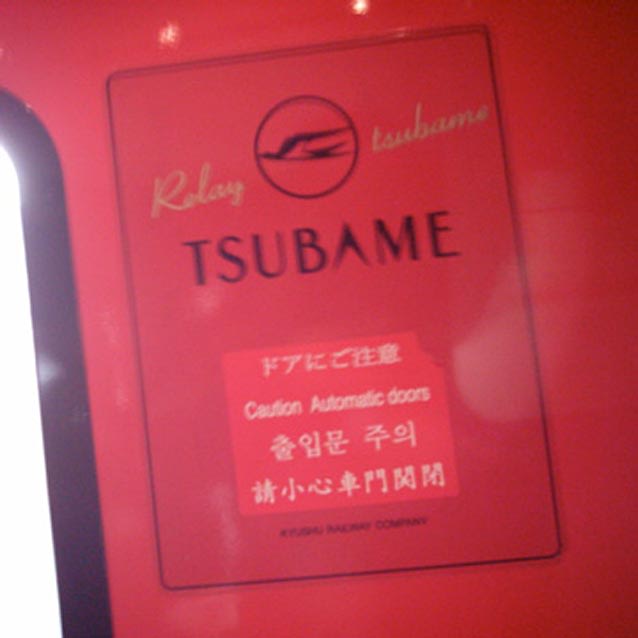 Relay tsubame
TSUBAME
ドアにご注意
Caution Automatic doors
출입문 주의
請小心車門関閉
KYUSHU RAILWAY COMPANY